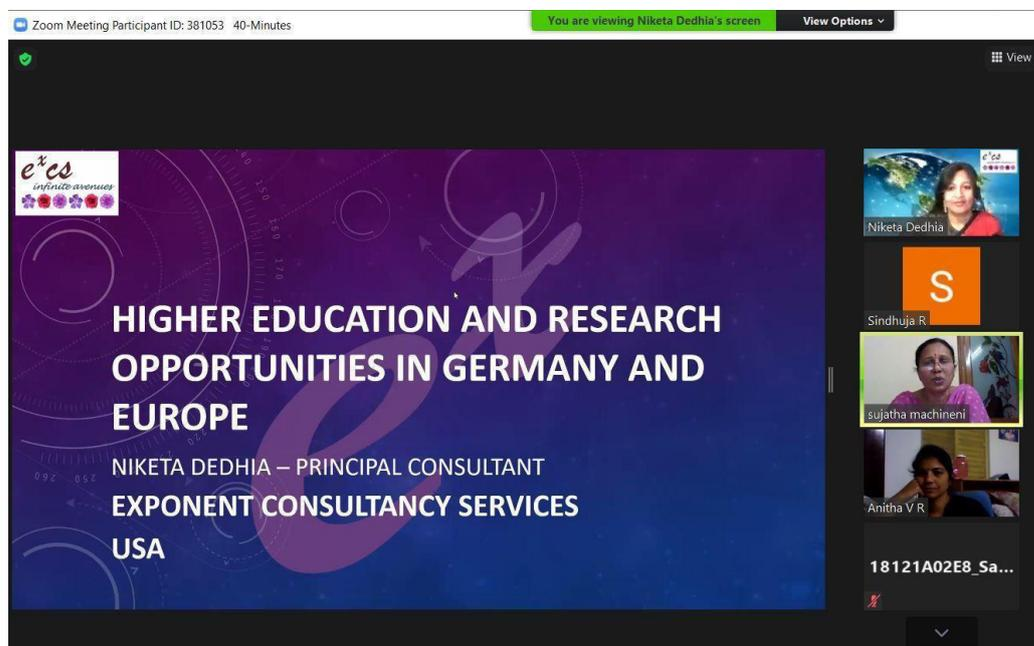 Zoom Meeting Participant ID: 381053 40-Minutes
You are viewing Niketa Dedhia's screen
View Options
View
eˣcs
infinite avenues
HIGHER EDUCATION AND RESEARCH
OPPORTUNITIES IN GERMANY AND
EUROPE
NIKETA DEDHIA – PRINCIPAL CONSULTANT
EXPONENT CONSULTANCY SERVICES
USA
eˣcs
Niketa Dedhia
S
Sindhuja R
sujatha machineni
Anitha V R
18121A02E8_Sa...